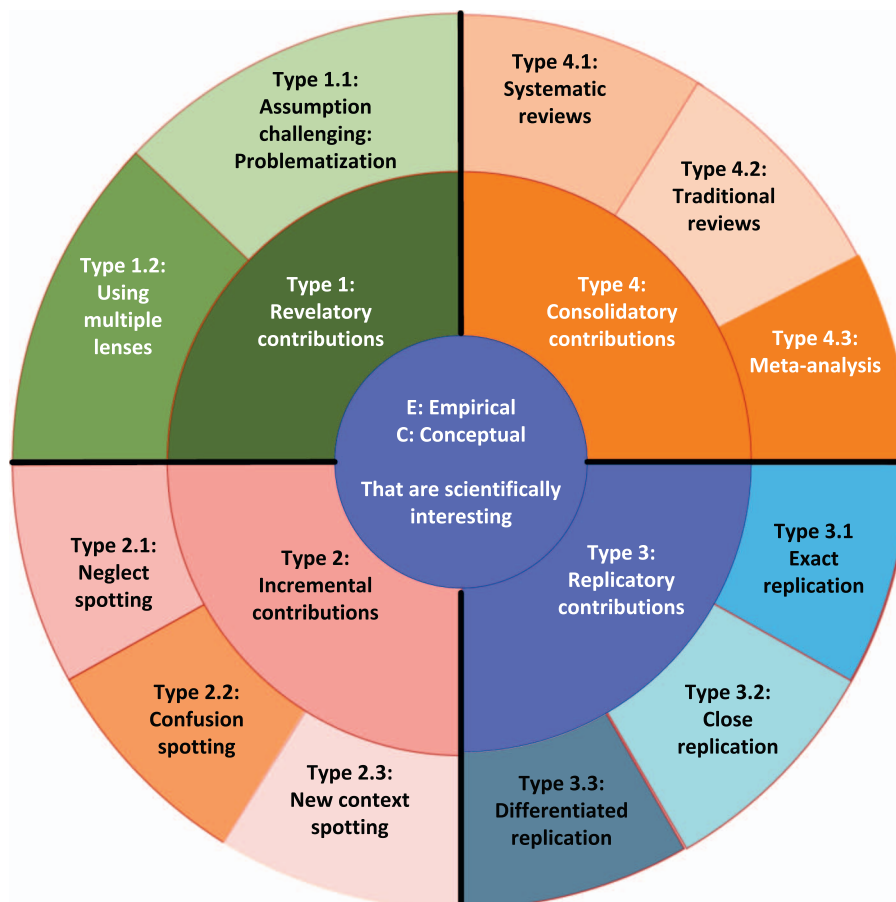 Type 1.1:
Assumption
challenging:
Problematization
Type 4.1:
Systematic
reviews
Type 4.2:
Traditional
reviews
Type 1.2:
Using
multiple
lenses
Type 1:
Revelatory
contributions
Type 4:
Consolidatory
contributions
Type 4.3:
Meta-analysis
E: Empirical
C: Conceptual
That are scientifically
interesting
Type 2.1:
Neglect
spotting
Type 2:
Incremental
contributions
Type 3:
Replicatory
contributions
Type 3.1
Exact
replication
Type 2.2:
Confusion
spotting
Type 3.2:
Close
replication
Type 2.3:
New context
spotting
Type 3.3:
Differentiated
replication